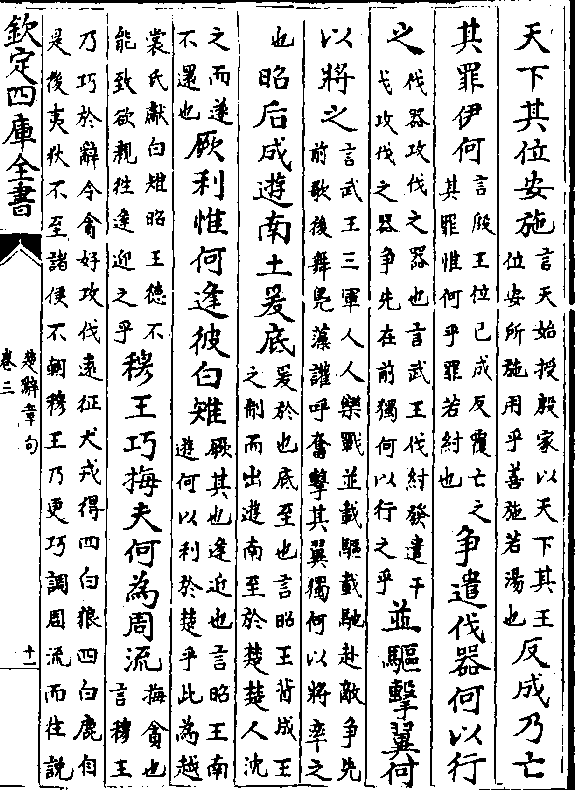 天下其位安施言天始授殷家以天下其王位安所施用乎善施若湯也反成乃亡
其罪伊何言殷王位已成反覆亡之其罪惟何乎罪若紂也爭遣伐器何以行
之伐器攻伐之器也言武王伐紂發遣干戈攻伐之器爭先在前獨何以行之乎並驅擊翼何
以將之言武王三軍人人樂戰並載驅載馳赴敵爭先前歌後舞鳧藻讙呼奮擊其翼獨何以將率之
也昭后成遊南土爰底爰於也底至也言昭王背成王之制而出遊南至於楚楚人沈
之而遂不還也厥利惟何逢彼白雉厥其也逢近也言昭王南遊何以利於楚乎此為越
裳氏獻白雉昭王德不能致欲親往逢迎之乎穆王巧挴夫何為周流挴貪也言穆王
乃巧於辭令貪好攻伐遠征犬戎得四白狼四白鹿自是後夷狄不至諸侯不朝穆王乃更巧調周流而往說
欽定四庫全書
楚辭章句
卷三
十一